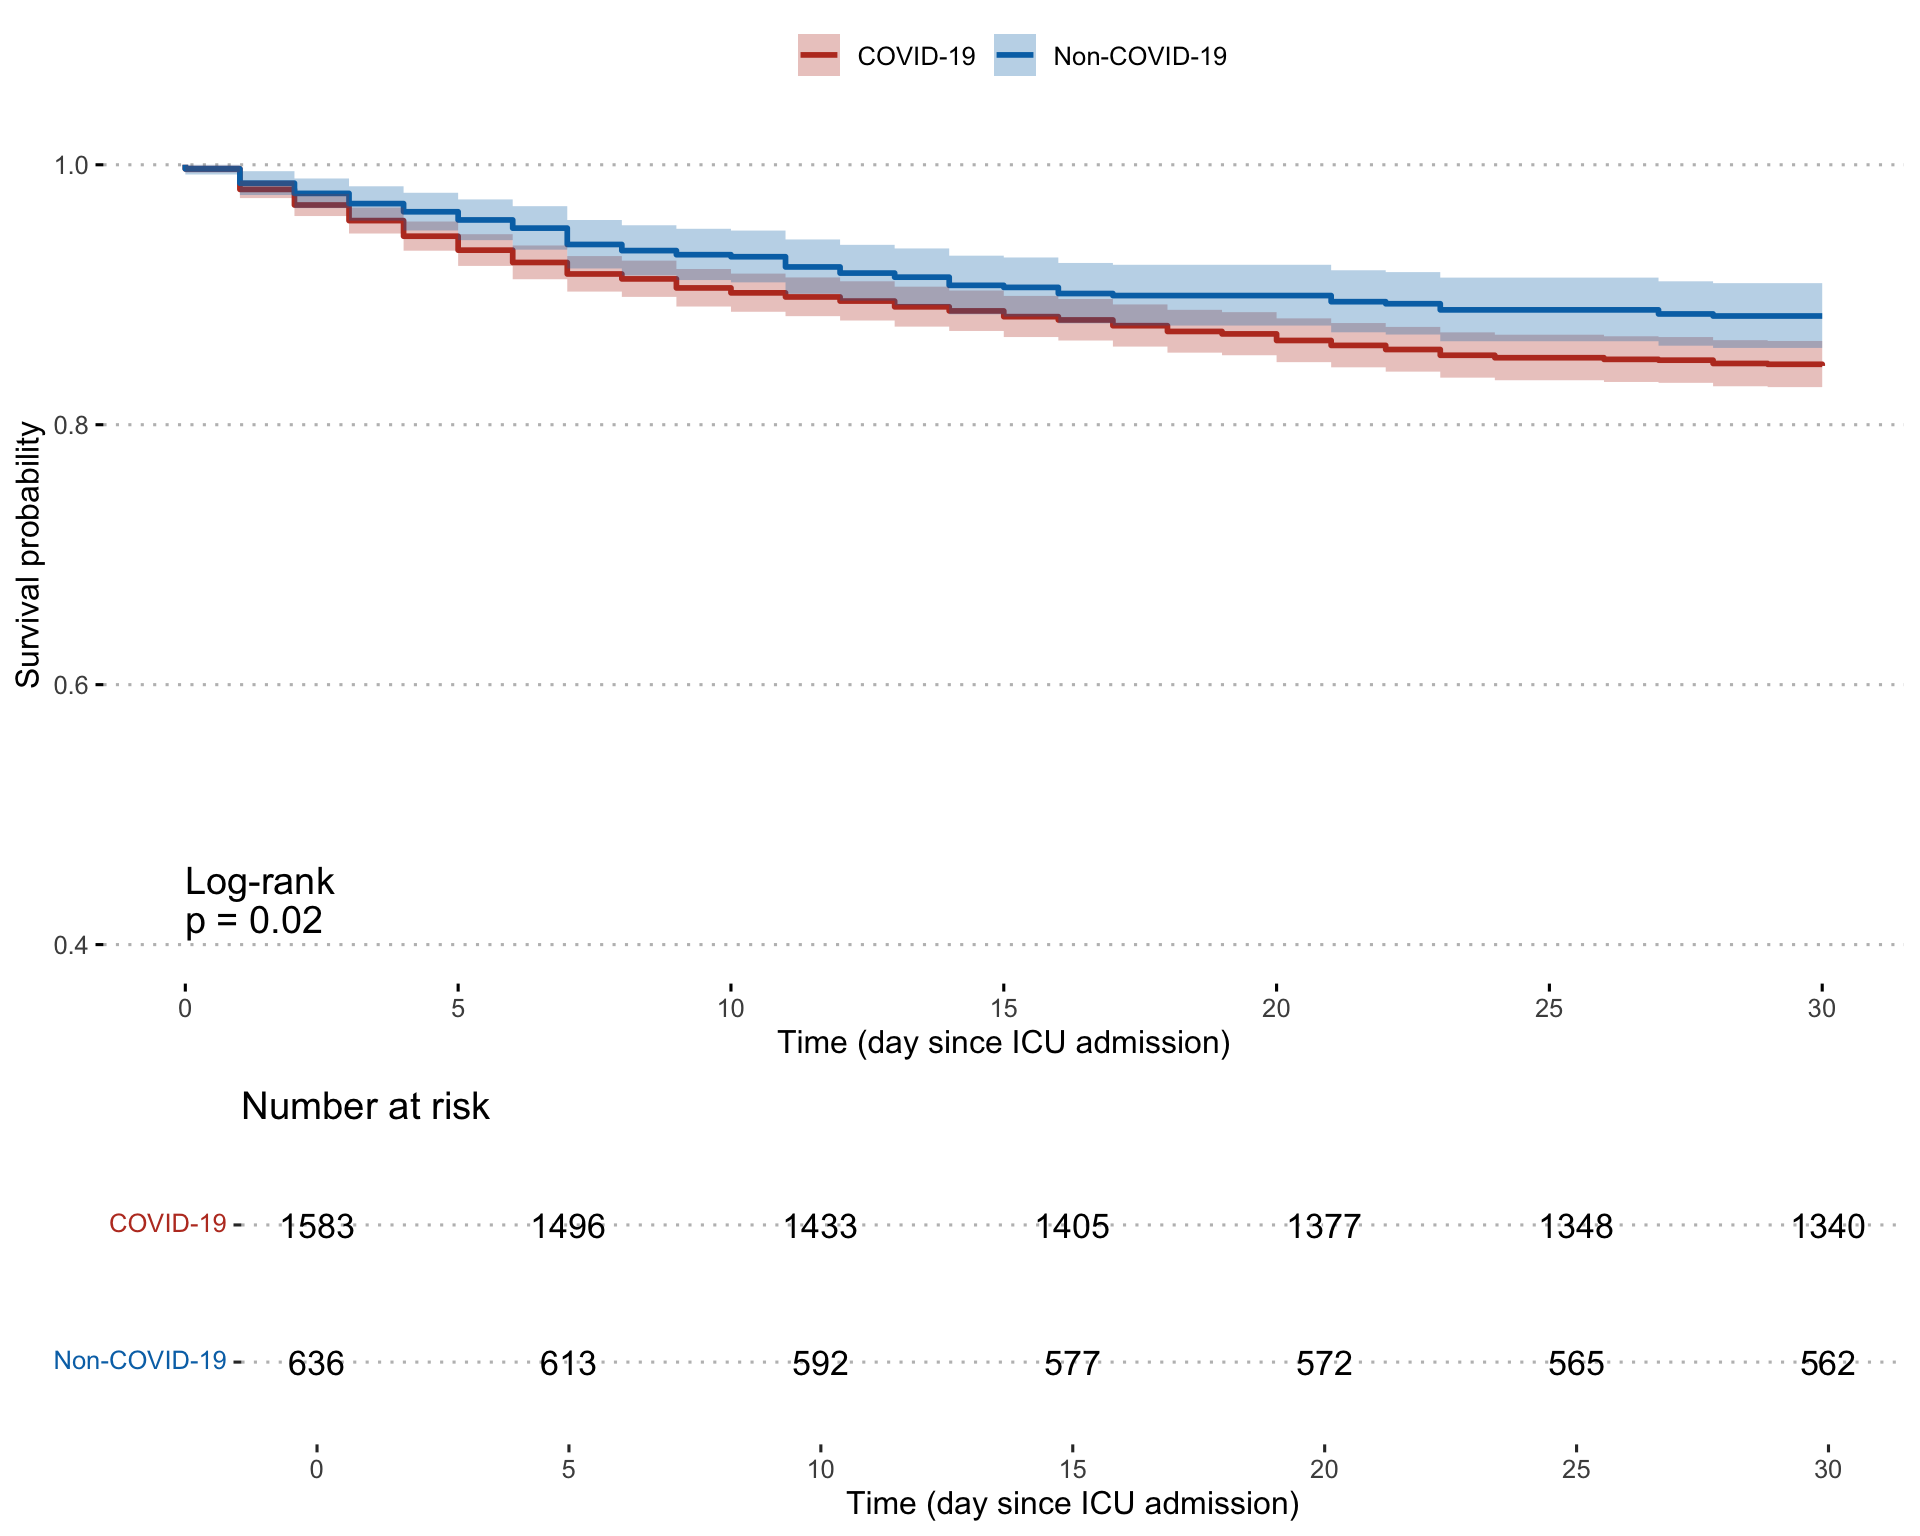 COVID-19 Non-COVID-19
1.0
0.8
0.6
0.4
Survival probability
Log-rank
p = 0.02
0 5 10 15 20 25 30
Time (day since ICU admission)
Number at risk
COVID-19 1583 1496 1433 1405 1377 1348 1340
Non-COVID-19 636 613 592 577 572 565 562
0 5 10 15 20 25 30
Time (day since ICU admission)